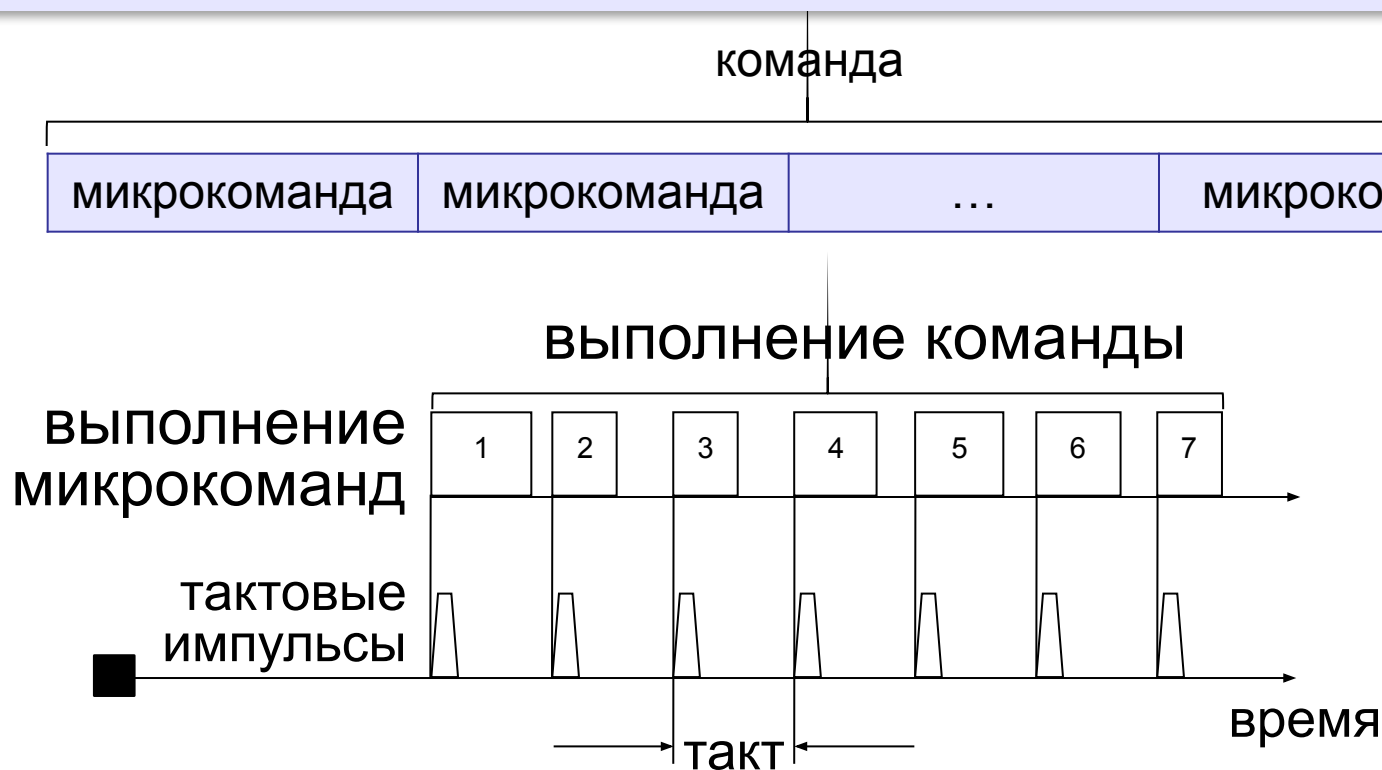 команда
микрокоманда микрокоманда … микроко
выполнение команды
выполнение
микрокоманд
1 2 3 4 5 6 7
тактовые
импульсы
время
такт